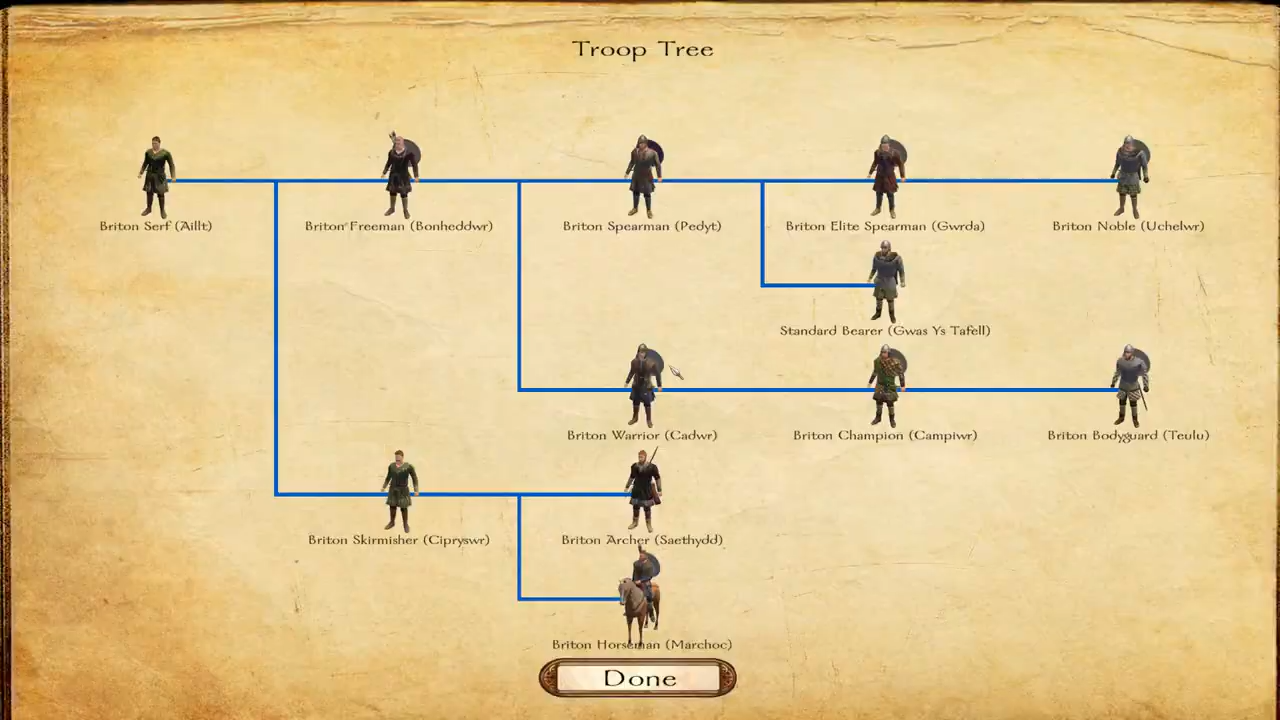 Troop Tree
Briton Serf (Aillt)
Briton Freeman (Bonheddwr)
Briton Spearman (Pedyt)
Briton Elite Spearman (Gwrda)
Briton Noble (Uchelwr)
Standard Bearer (Gwas Ys Tafell)
Briton Warrior (Cadwr)
Briton Champion (Campiwr)
Briton Bodyguard (Teulu)
Briton Skirmisher (Cipryswr)
Briton Archer (Saethydd)
Briton Horseman (Marchoc)
Done